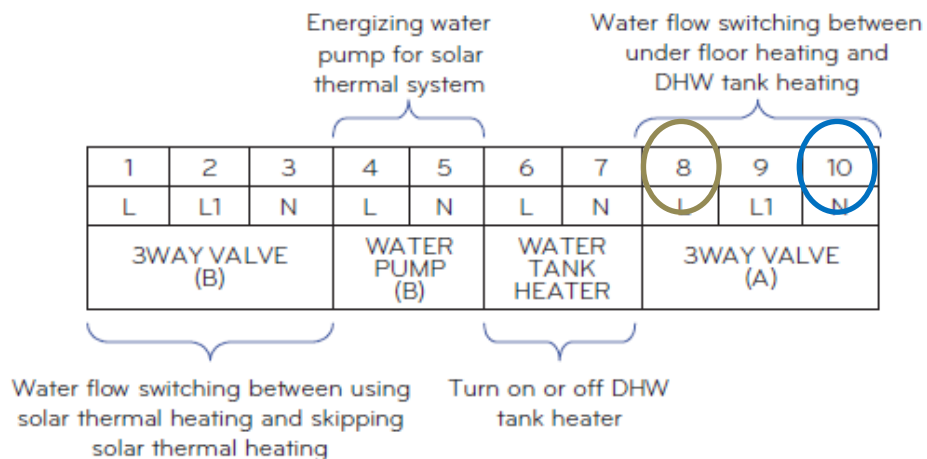 Energizing water
pump for solar
thermal system
Water flow switching between
under floor heating and
DHW tank heating
1 2 3 4 5 6 7 8 9 10
L L1 N L N L N L L1 N
3WAY VALVE
(B)
WATER
PUMP
(B)
WATER
TANK
HEATER
3WAY VALVE
(A)
Water flow switching between using
solar thermal heating and skipping
solar thermal heating
Turn on or off DHW
tank heater